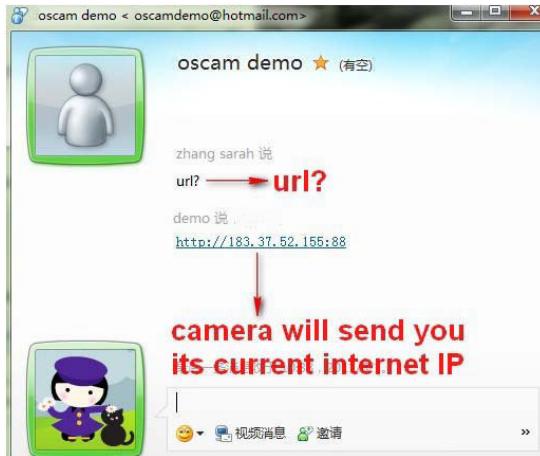 oscam demo < oscamdemo@hotmail.com>
oscam demo (有空)
zhang sarah 说
url? url?
demo 说
http://183.37.52.155:88
camera will send you
its current internet IP
视频消息 邀请 »